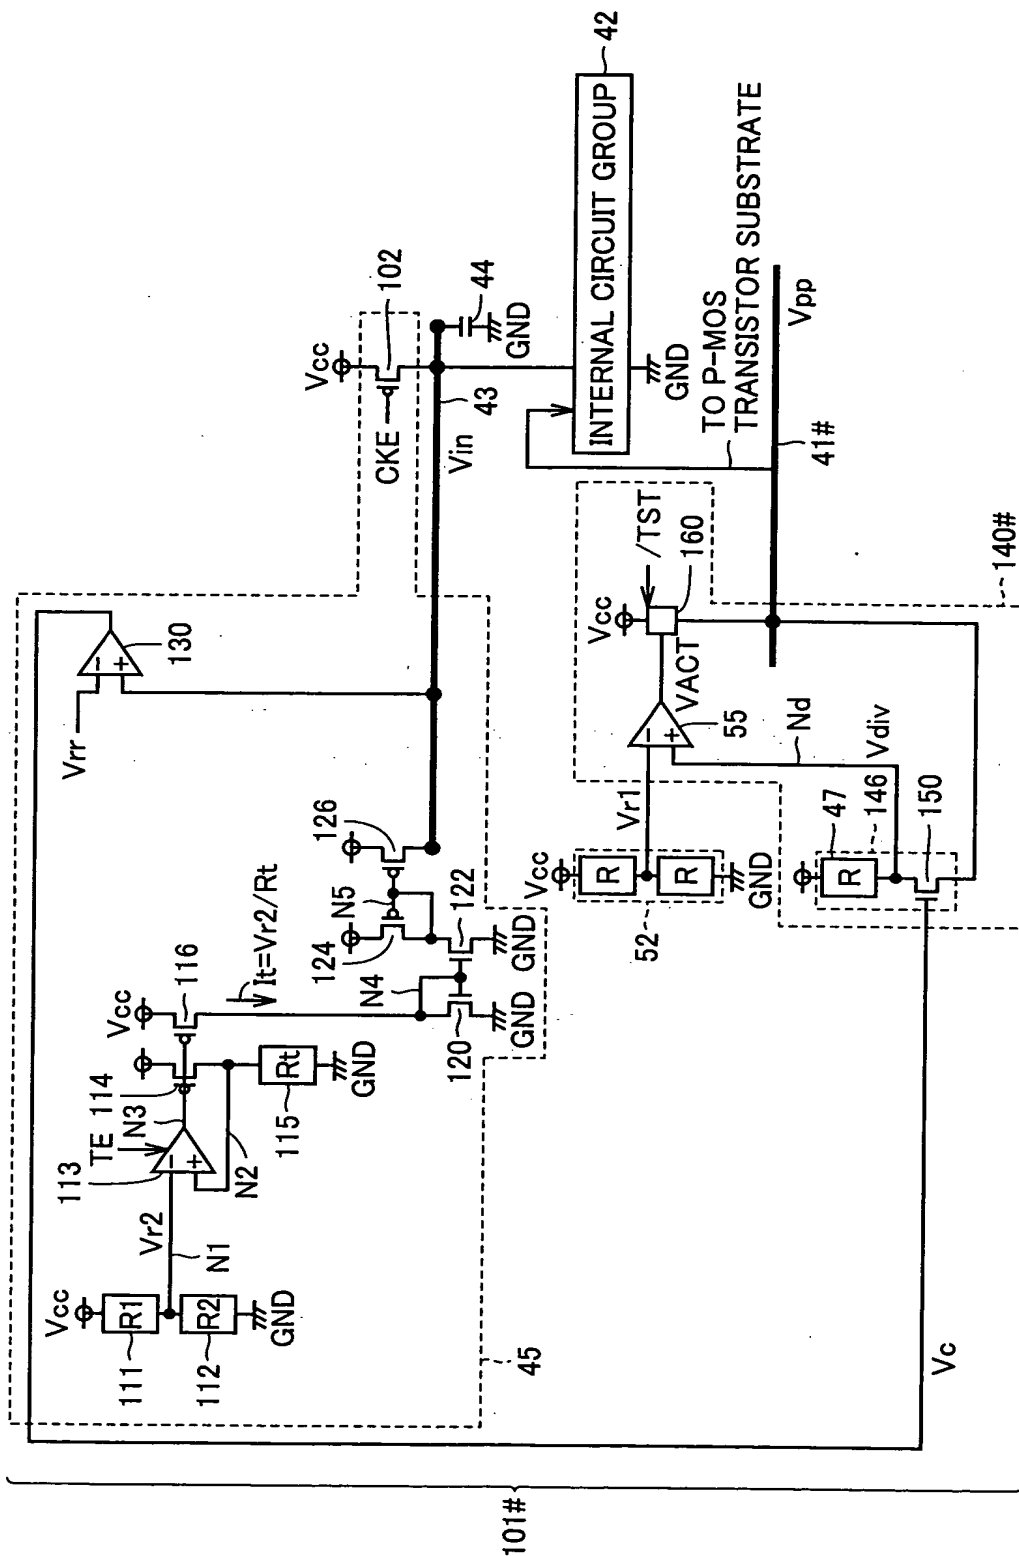 101#
Vcc
R1
R2
111
112
GND
Vr2
N1
113
TE
N3
114
N2
Rt
115
GND
Vcc
116
It=Vr2/Rt
N4
120
GND
122
GND
124
N5
126
45
Vrr
130
Vcc
CKE
102
43
Vin
44
GND
INTERNAL CIRCUIT GROUP
42
GND
TO P-MOS
TRANSISTOR SUBSTRATE
Vpp
41#
140#
Vcc
/TST
160
VACT
55
Nd
Vdiv
Vr1
Vcc
R
R
GND
52
R
47
146
150
Vc
-
+
-
+
-
+